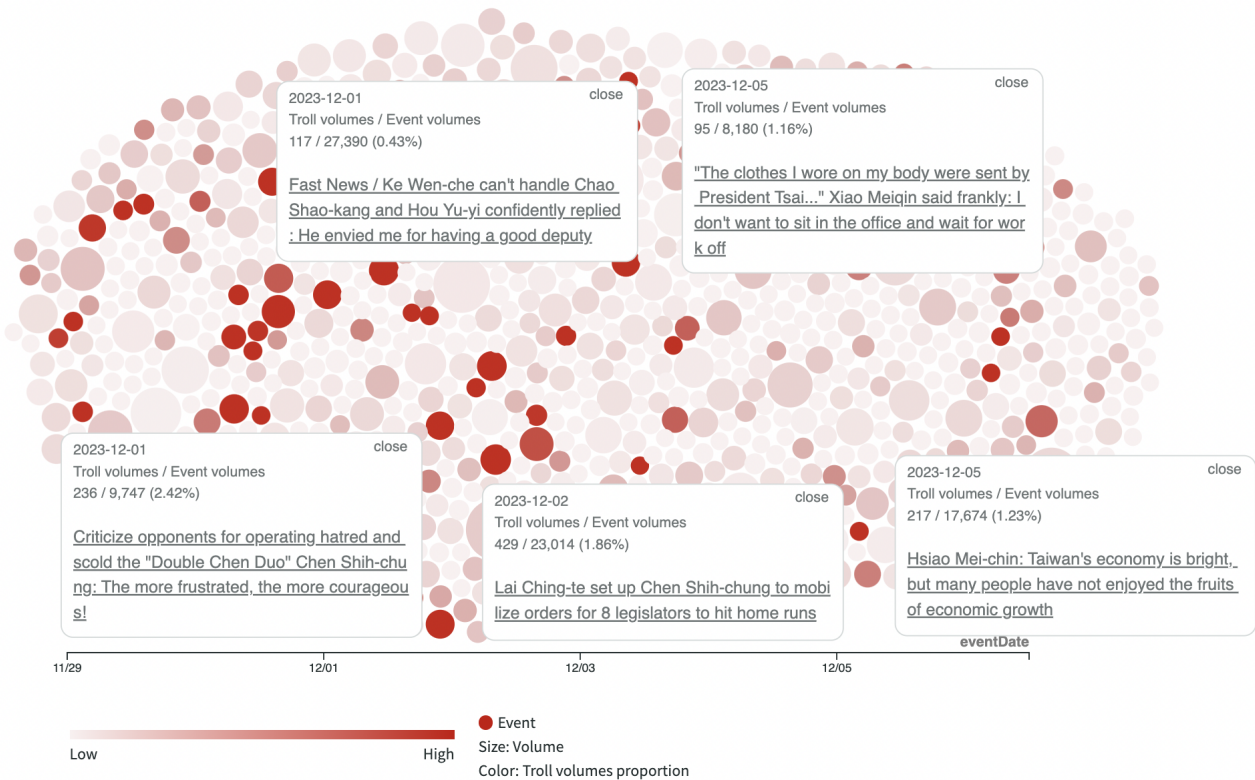 2023-12-01
close
Troll volumes / Event volumes
117 / 27,390 (0.43%)
Fast News / Ke Wen-che can't handle Chao
Shao-kang and Hou Yu-yi confidently replied
: He envied me for having a good deputy
2023-12-05
close
Troll volumes / Event volumes
95 / 8,180 (1.16%)
"The clothes I wore on my body were sent by
President Tsai..." Xiao Meiqin said frankly: I
don't want to sit in the office and wait for wor
k off
2023-12-01
close
Troll volumes / Event volumes
236 / 9,747 (2.42%)
Criticize opponents for operating hatred and
scold the "Double Chen Duo" Chen Shih-chu
ng: The more frustrated, the more courageou
s!
2023-12-02
close
Troll volumes / Event volumes
429 / 23,014 (1.86%)
Lai Ching-te set up Chen Shih-chung to mobi
lize orders for 8 legislators to hit home runs
2023-12-05
close
Troll volumes / Event volumes
217 / 17,674 (1.23%)
Hsiao Mei-chin: Taiwan's economy is bright,
but many people have not enjoyed the fruits
of economic growth
eventDate
11/29
12/01
12/03
12/05
Low
High
Event
Size: Volume
Color: Troll volumes proportion